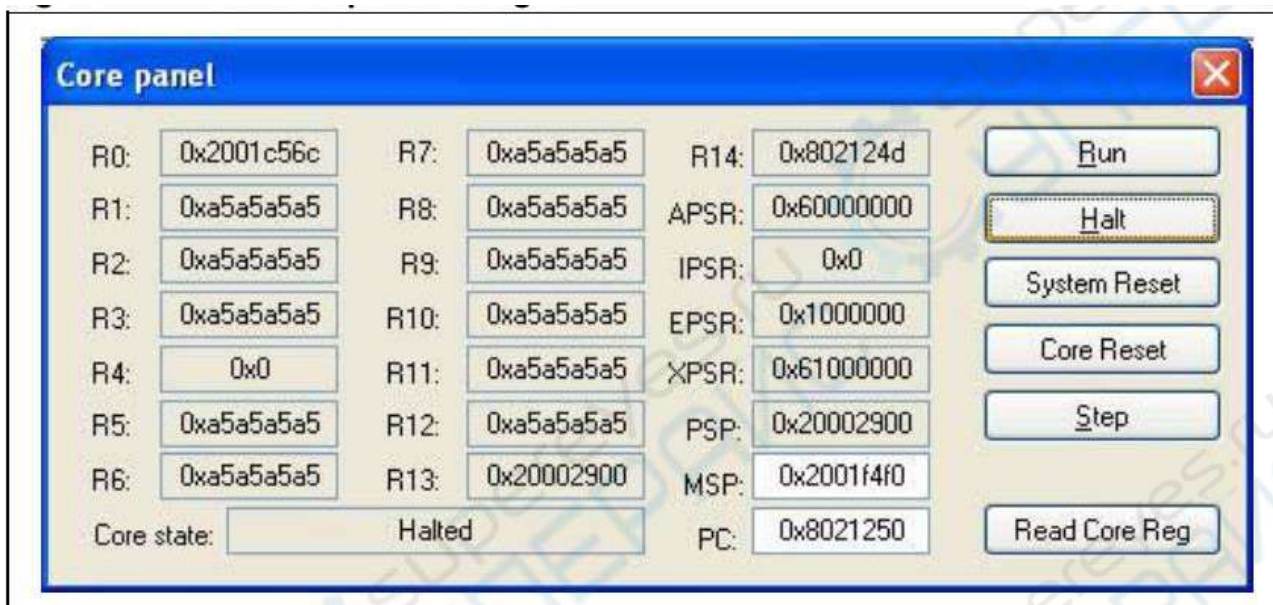 Core panel
R0: 0x2001c56c R7: 0xa5a5a5a5 R14: 0x802124d Run
R1: 0xa5a5a5a5 R8: 0xa5a5a5a5 APSR: 0x60000000 Halt
R2: 0xa5a5a5a5 R9: 0xa5a5a5a5 IPSR: 0x0 System Reset
R3: 0xa5a5a5a5 R10: 0xa5a5a5a5 EPSR: 0x1000000 Core Reset
R4: 0x0 R11: 0xa5a5a5a5 XPSR: 0x61000000
R5: 0xa5a5a5a5 R12: 0xa5a5a5a5 PSP: 0x20002900 Step
R6: 0xa5a5a5a5 R13: 0x20002900 MSP: 0x2001f4f0
Core state: Halted PC: 0x8021250 Read Core Reg